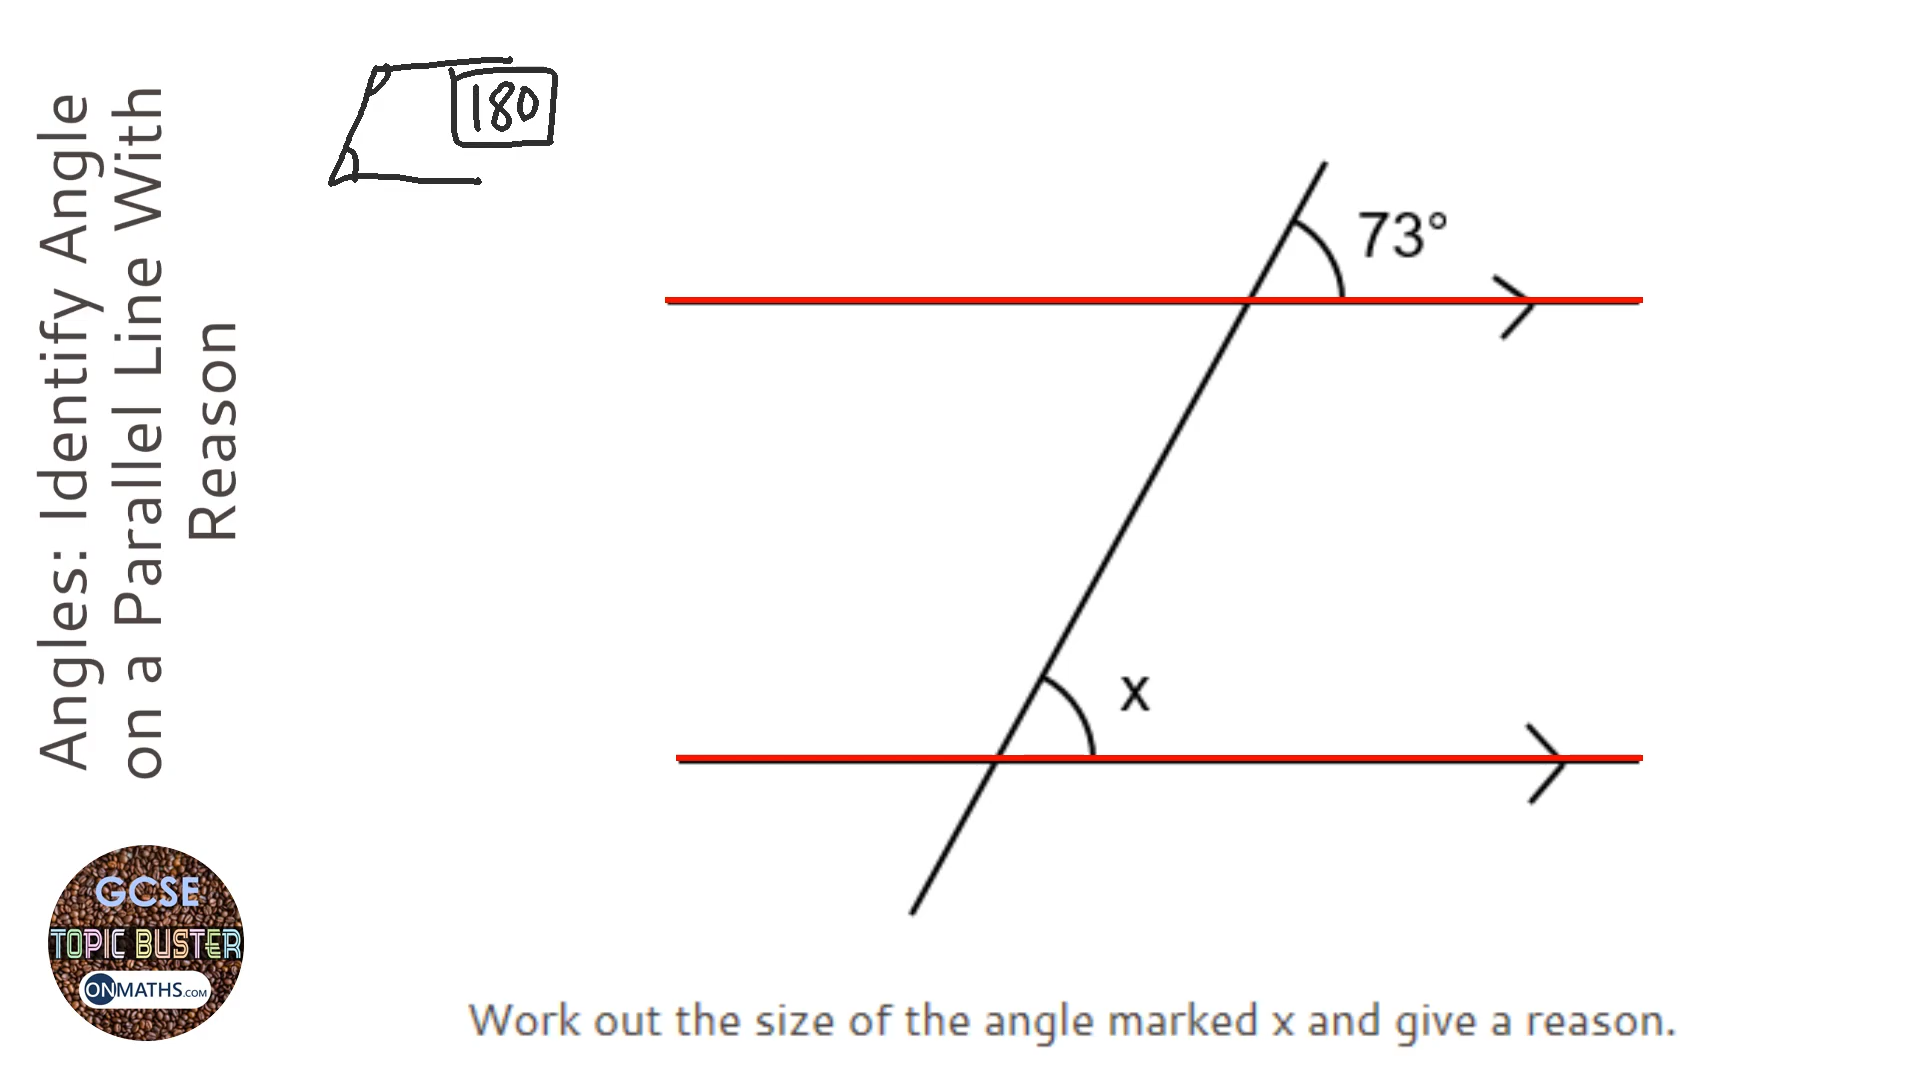 Angles: Identify Angle
on a Parallel Line With
Reason
180
73°
x
GCSE
TOPIC BUSTER
ONMATHS.COM
Work out the size of the angle marked x and give a reason.